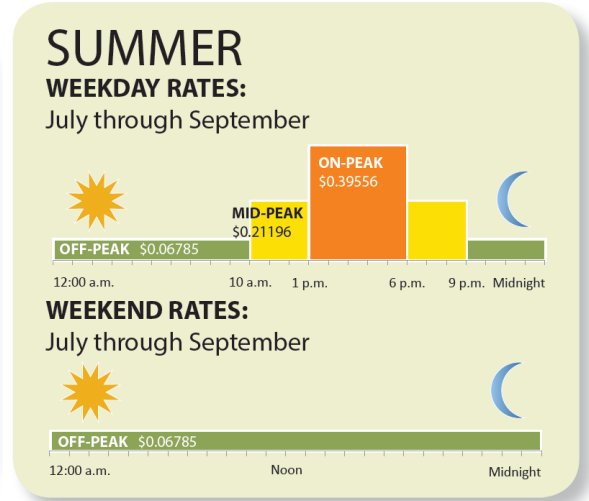 SUMMER
WEEKDAY RATES:
July through September
ON-PEAK
$0.39556
MID-PEAK
$0.21196
OFF-PEAK $0.06785
12:00 a.m. 10 a.m. 1 p.m. 6 p.m. 9 p.m. Midnight
WEEKEND RATES:
July through September
OFF-PEAK $0.06785
12:00 a.m. Noon Midnight